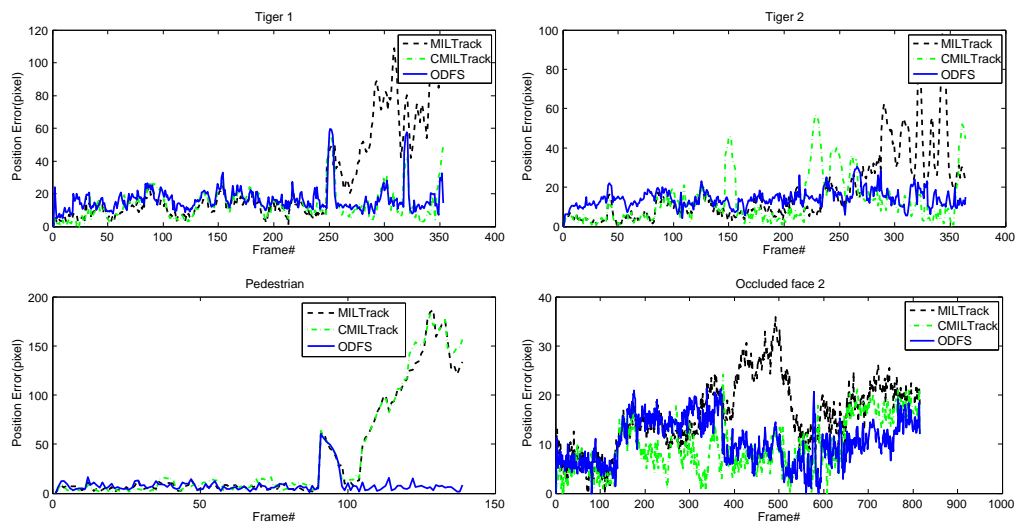 Tiger 1
120
100
80
60
40
20
0
Position Error(pixel)
0 50 100 150 200 250 300 350 400
Frame#
MILTrack
CMILTrack
ODFS
Tiger 2
100
80
60
40
20
0
Position Error(pixel)
0 50 100 150 200 250 300 350 400
Frame#
MILTrack
CMILTrack
ODFS
Pedestrian
200
150
100
50
0
Position Error(pixel)
0 50 100 150
Frame#
MILTrack
CMILTrack
ODFS
Occluded face 2
40
30
20
10
0
Position Error(pixel)
0 100 200 300 400 500 600 700 800 900 1000
Frame#
MILTrack
CMILTrack
ODFS